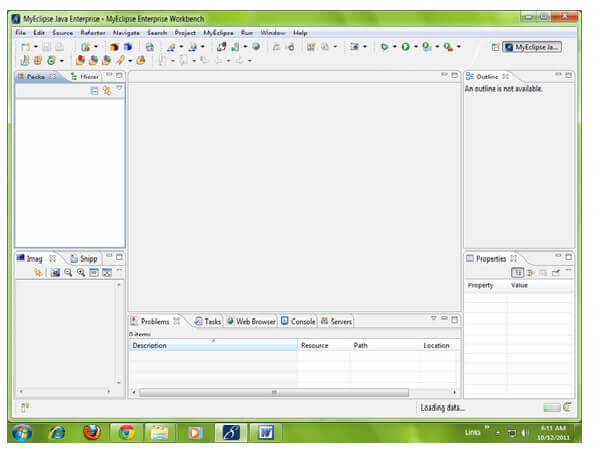 MyEclipse Java Enterprise - MyEclipse Enterprise Workbench
File Edit Source Refactor Navigate Search Project MyEclipse Run Window Help
MyEclipse Ja...
Packa
Hierar
Outline
An outline is not available.
Imag
Snipp
Properties
Property Value
Problems Tasks Web Browser Console Servers
0 items
Description Resource Path Location
Loading data...
Links
6:11 AM
10/12/2011